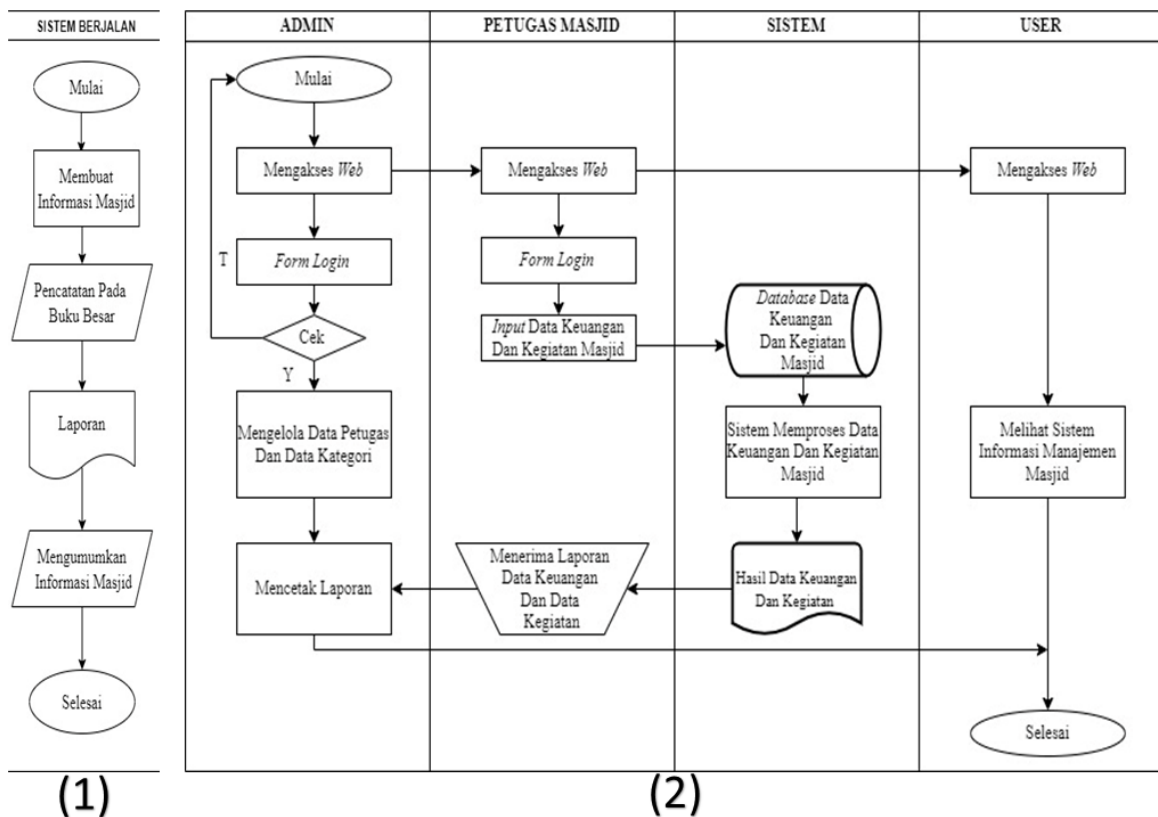 SISTEM BERJALAN
Mulai
Membuat
Informasi Masjid
Pencatatan Pada
Buku Besar
Laporan
Mengumumkan
Informasi Masjid
Selesai
(1)
ADMIN
PETUGAS MASJID
SISTEM
USER
Mulai
Mengakses Web
Form Login
T
Cek
Y
Mengelola Data Petugas
Dan Data Kategori
Mencetak Laporan
Mengakses Web
Form Login
Input Data Keuangan
Dan Kegiatan Masjid
Menerima Laporan
Data Keuangan
Dan Data
Kegiatan
Database Data
Keuangan
Dan Kegiatan
Masjid
Sistem Memproses Data
Keuangan Dan Kegiatan
Masjid
Hasil Data Keuangan
Dan Kegiatan
Mengakses Web
Melihat Sistem
Informasi Manajemen
Masjid
Selesai
(2)